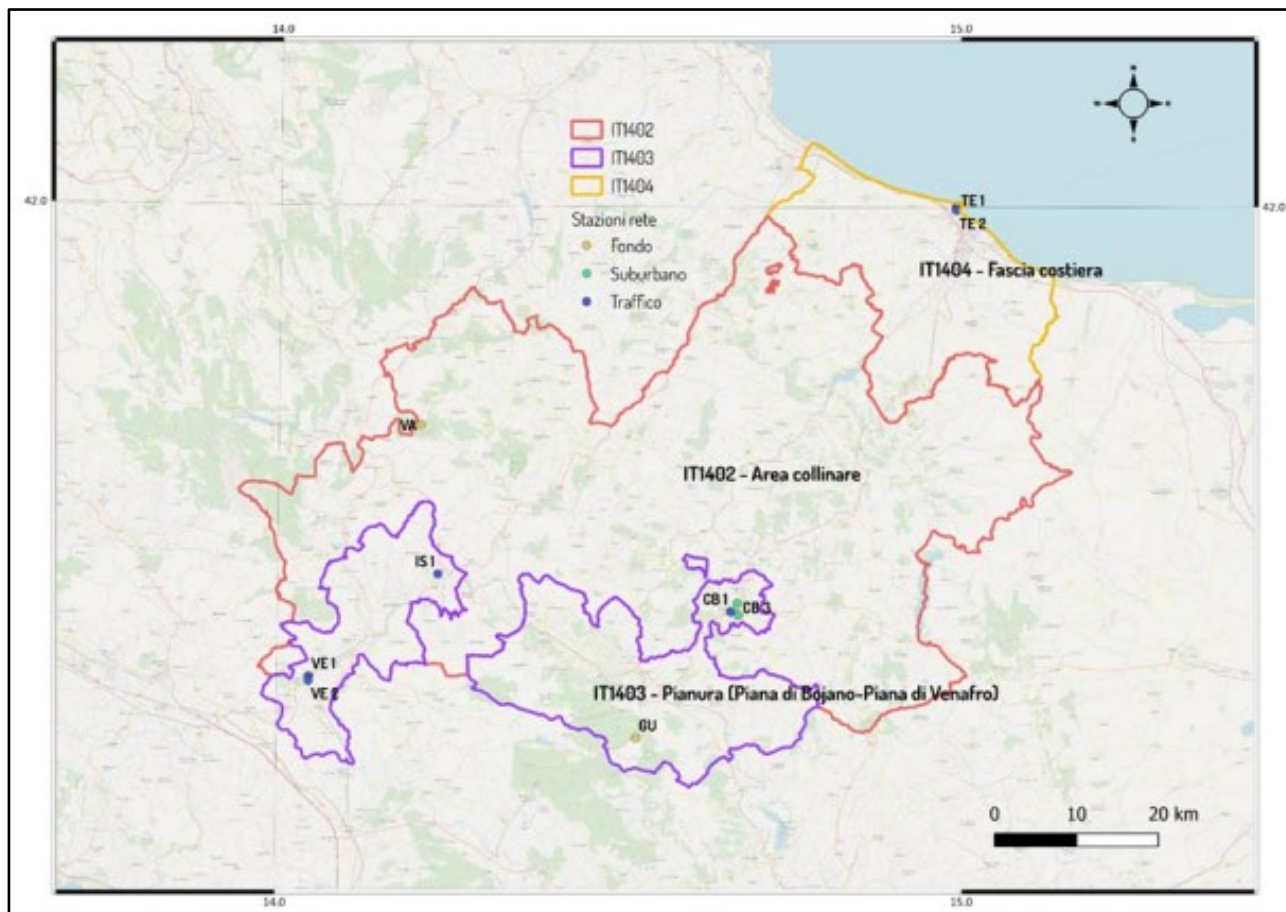 14.0
15.0
IT1402
IT1403
IT1404
42.0
42.0
TE 1
Stazioni rete
TE 2
Fondo
IT1404 - Fascia costiera
Suburbano
Traffico
VA
IT1402 - Area collinare
IS 1
CB 1
CB 3
VE 1
VE 2
IT1403 - Pianura (Piana di Bojano-Piana di Venafro)
GU
0 10 20 km
14.0
15.0